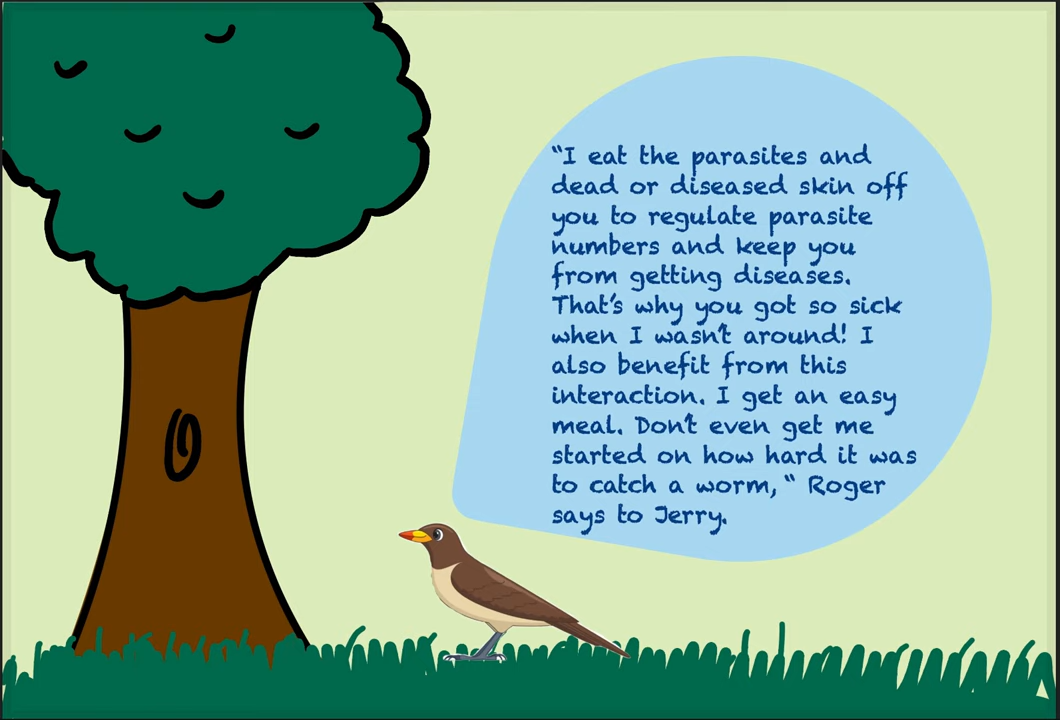 “I eat the parasites and
dead or diseased skin off
you to regulate parasite
numbers and keep you
from getting diseases.
That’s why you got so sick
when I wasn’t around! I
also benefit from this
interaction. I get an easy
meal. Don’t even get me
started on how hard it was
to catch a worm,“ Roger
says to Jerry.